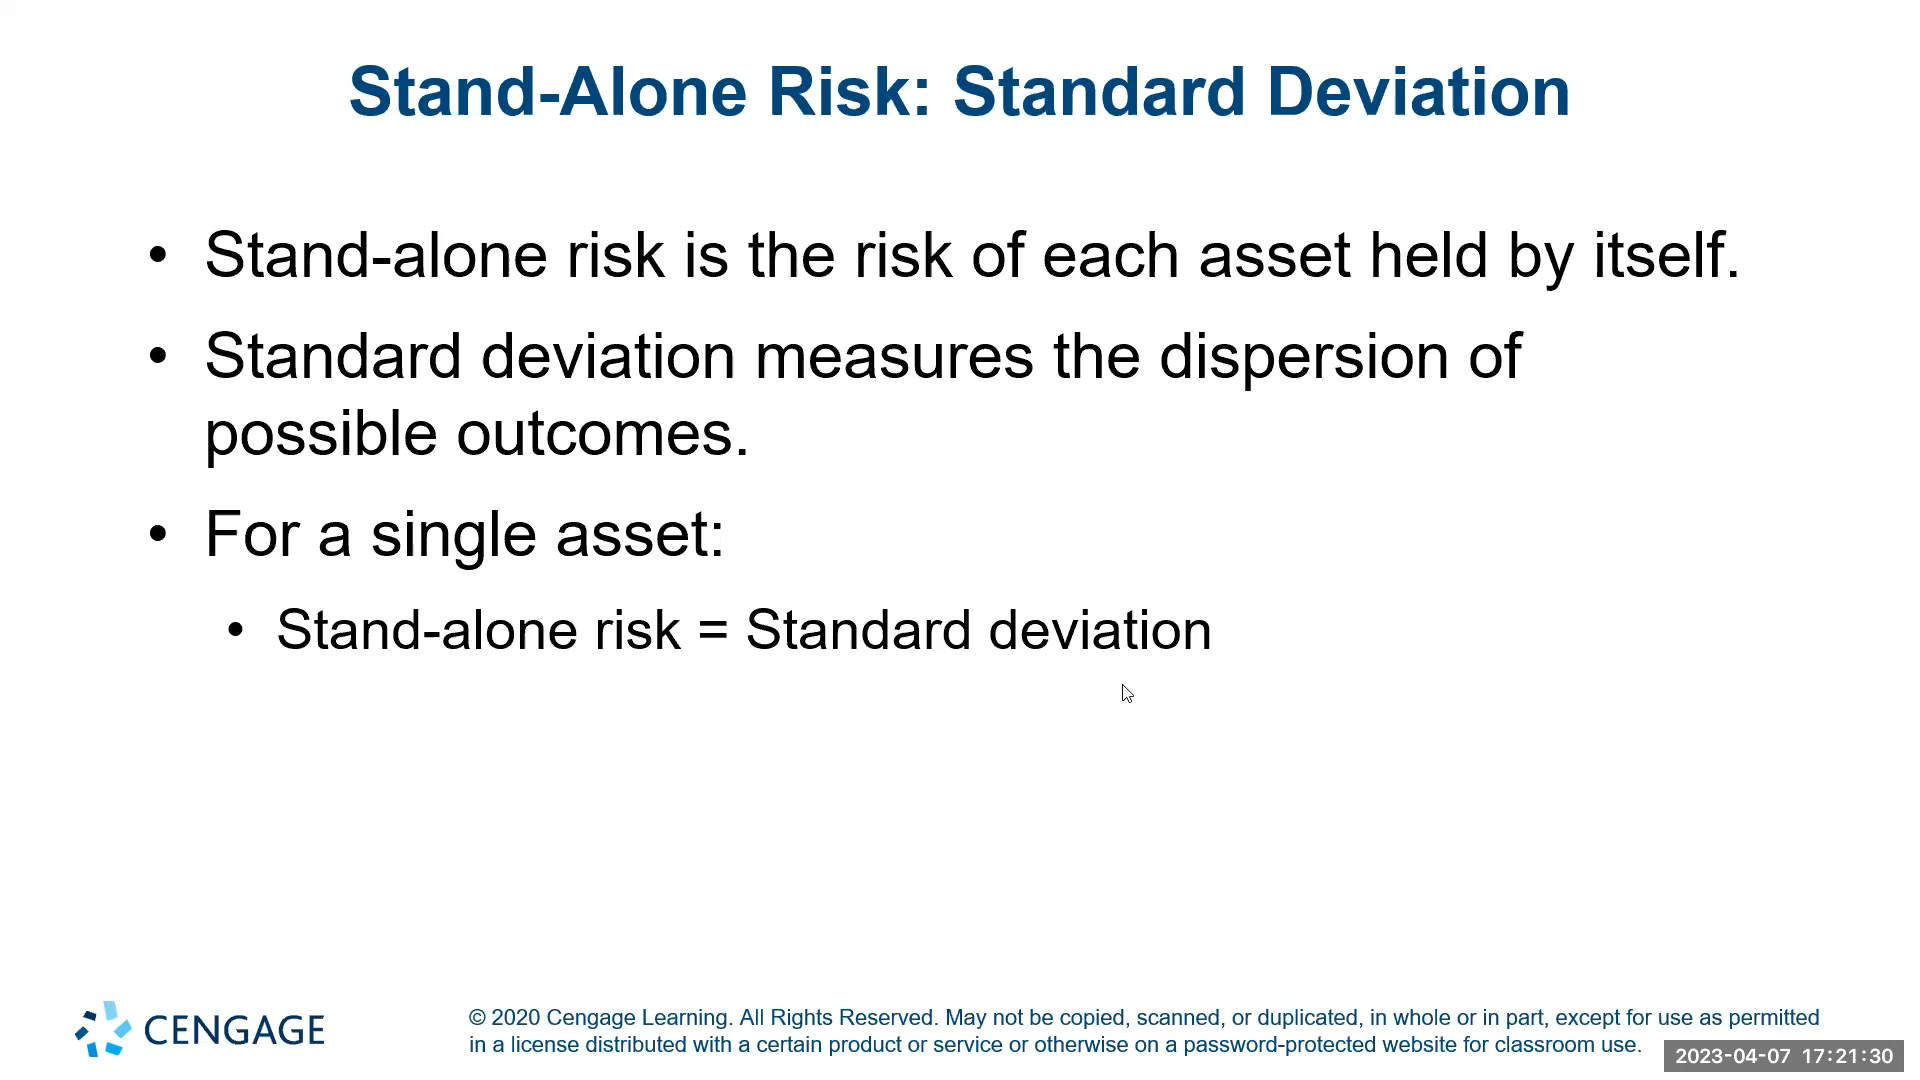 Stand-Alone Risk: Standard Deviation
• Stand-alone risk is the risk of each asset held by itself.
• Standard deviation measures the dispersion of
possible outcomes.
• For a single asset:
• Stand-alone risk = Standard deviation
CENGAGE
© 2020 Cengage Learning. All Rights Reserved. May not be copied, scanned, or duplicated, in whole or in part, except for use as permitted
in a license distributed with a certain product or service or otherwise on a password-protected website for classroom use.
2023-04-07 17:21:30